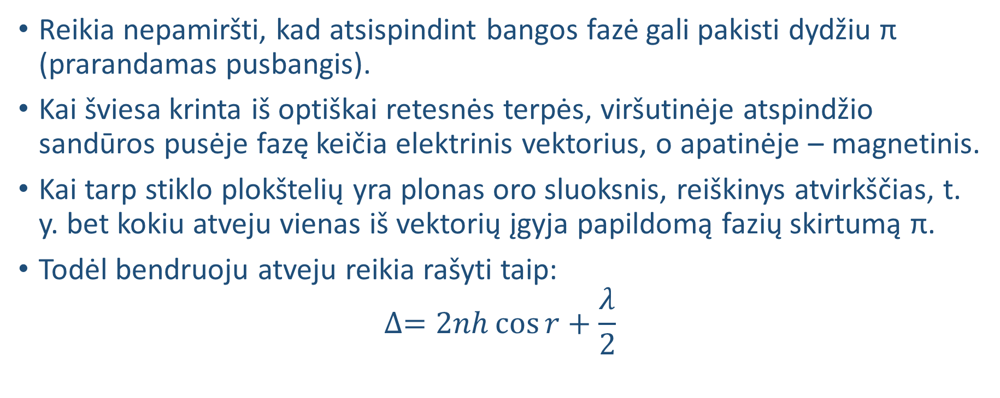 • Reikia nepamiršti, kad atsispindint bangos fazė gali pakisti dydžiu π
(prarandamas pusbangis).
• Kai šviesa krinta iš optiškai retesnės terpės, viršutinėje atspindžio
sandūros pusėje fazę keičia elektrinis vektorius, o apatinėje – magnetinis.
• Kai tarp stiklo plokštelių yra plonas oro sluoksnis, reiškinys atvirkščias, t.
y. bet kokiu atveju vienas iš vektorių įgyja papildomą fazių skirtumą π.
• Todėl bendruoju atveju reikia rašyti taip:
Δ= 2nh cos r + λ/2